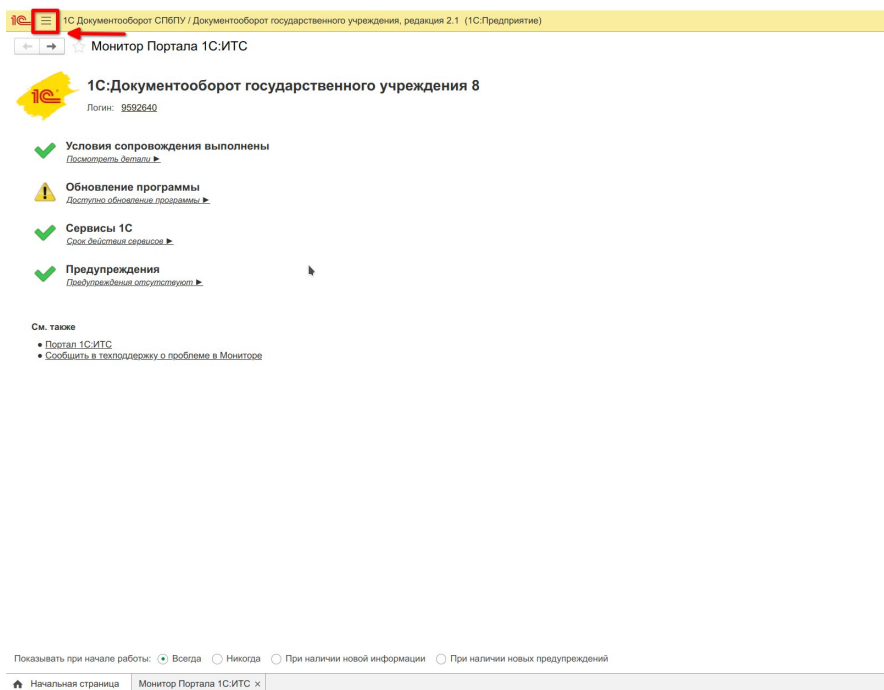 1С 1С Документооборот СПбПУ / Документооборот государственного учреждения, редакция 2.1 (1С:Предприятие)
Монитор Портала 1С:ИТС
1С
1С:Документооборот государственного учреждения 8
Логин: 9592640
Условия сопровождения выполнены
Посмотреть детали ►
Обновление программы
Доступно обновление программы ►
Сервисы 1С
Срок действия сервисов ►
Предупреждения
Предупреждения отсутствуют ►
См. также
• Портал 1С:ИТС
• Сообщить в техподдержку о проблеме в Мониторе
Показывать при начале работы: Всегда Никогда При наличии новой информации При наличии новых предупреждений
Начальная страница Монитор Портала 1С:ИТС ×